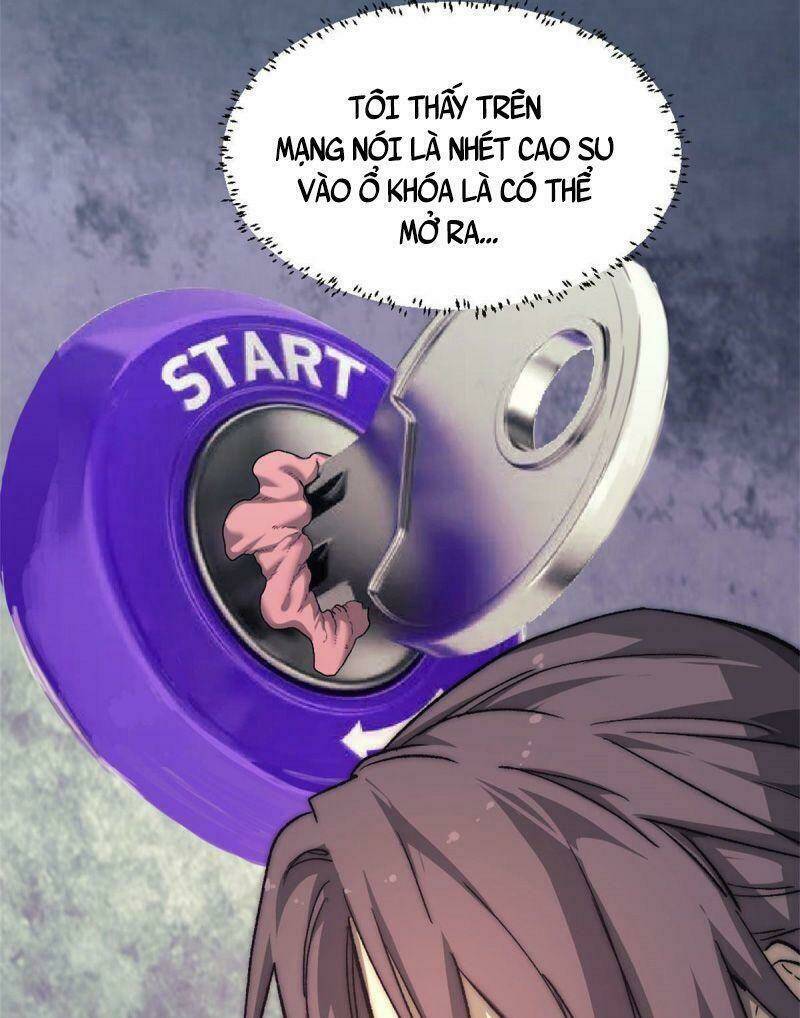 TÔI THẤY TRÊN
MẠNG NÓI LÀ NHÉT CAO SU
VÀO Ổ KHÓA LÀ CÓ THỂ
MỞ RA...
START